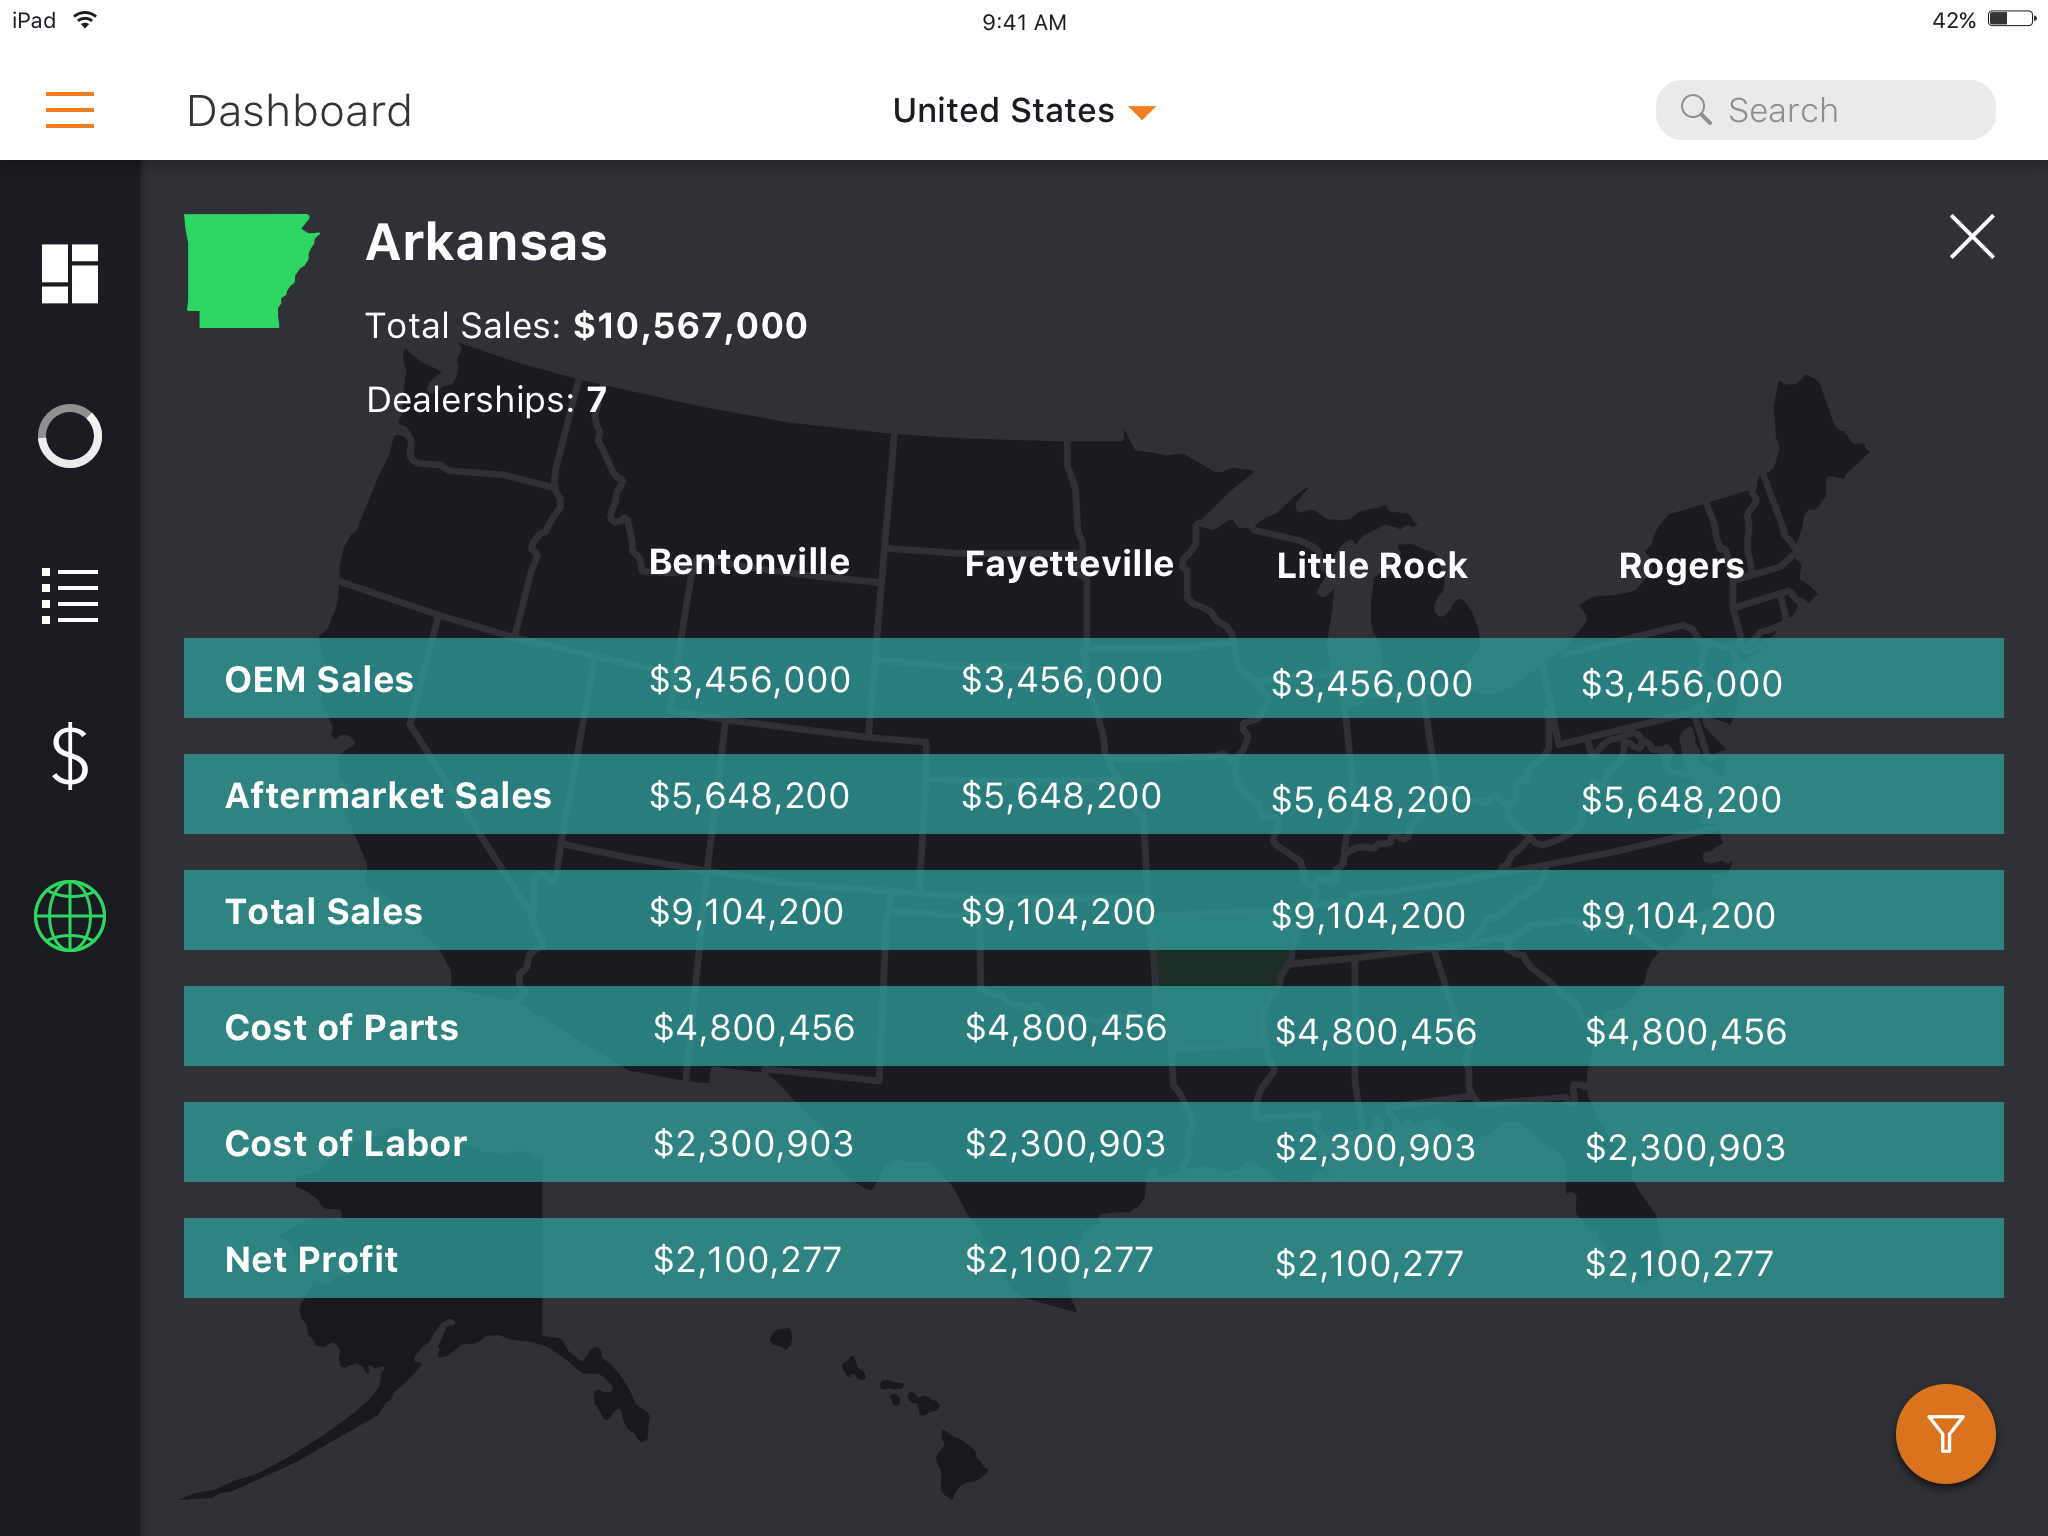 iPad 9:41 AM 42%
Dashboard United States Search
Arkansas
Total Sales: $10,567,000
Dealerships: 7
Bentonville Fayetteville Little Rock Rogers
OEM Sales $3,456,000 $3,456,000 $3,456,000 $3,456,000
Aftermarket Sales $5,648,200 $5,648,200 $5,648,200 $5,648,200
Total Sales $9,104,200 $9,104,200 $9,104,200 $9,104,200
Cost of Parts $4,800,456 $4,800,456 $4,800,456 $4,800,456
Cost of Labor $2,300,903 $2,300,903 $2,300,903 $2,300,903
Net Profit $2,100,277 $2,100,277 $2,100,277 $2,100,277